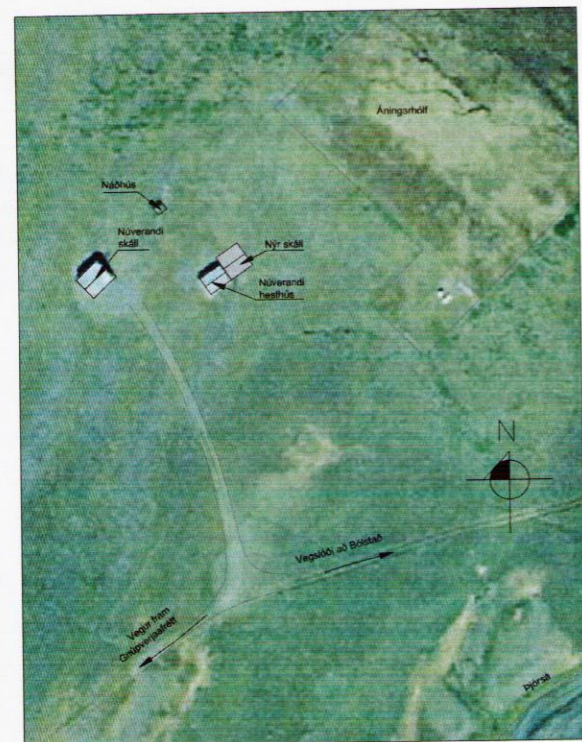 Áningarhólf
Náðhús
Núverandi
skáli
Nýr skáli
Núverandi
hesthús
N
Vegslóði að Bólstað
Vegur fram
Gnúpverjaafrétt
Þjórsá